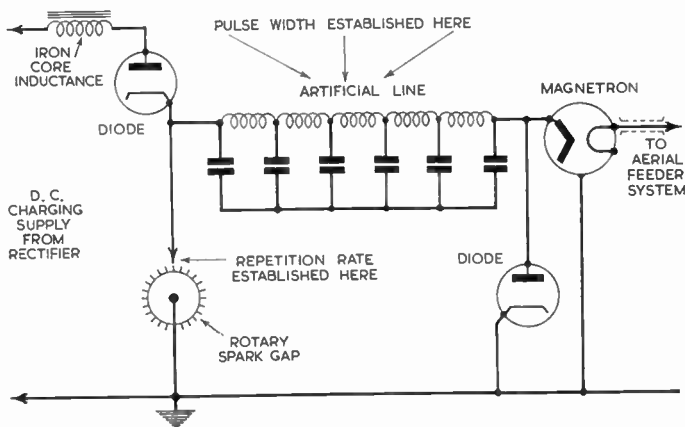 PULSE WIDTH ESTABLISHED HERE
IRON
CORE
INDUCTANCE
DIODE
ARTIFICIAL LINE
MAGNETRON
TO
AERIAL
FEEDER
SYSTEM
D. C.
CHARGING
SUPPLY
FROM
RECTIFIER
REPETITION RATE
ESTABLISHED HERE
DIODE
ROTARY
SPARK GAP